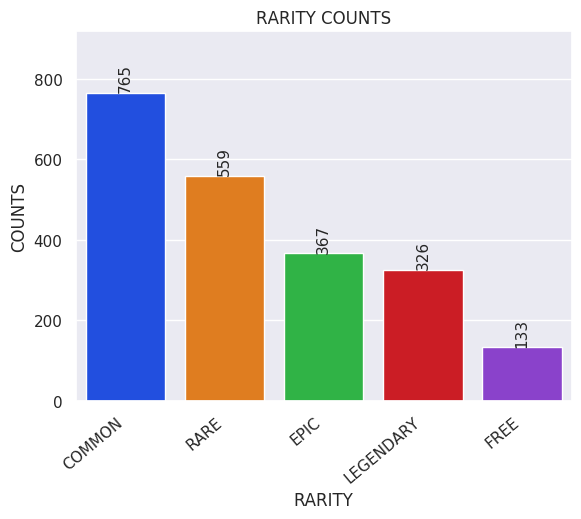 RARITY COUNTS
COUNTS
800
600
400
200
0
765
559
367
326
133
COMMON
RARE
EPIC
LEGENDARY
FREE
RARITY